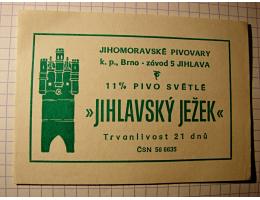 JIHOMORAVSKÉ PIVOVARY
k. p., Brno - závod 5 JIHLAVA
11% PIVO SVĚTLÉ
»JIHLAVSKÝ JEŽEK«
Trvanlivost 21 dnů
ČSN 56 6635